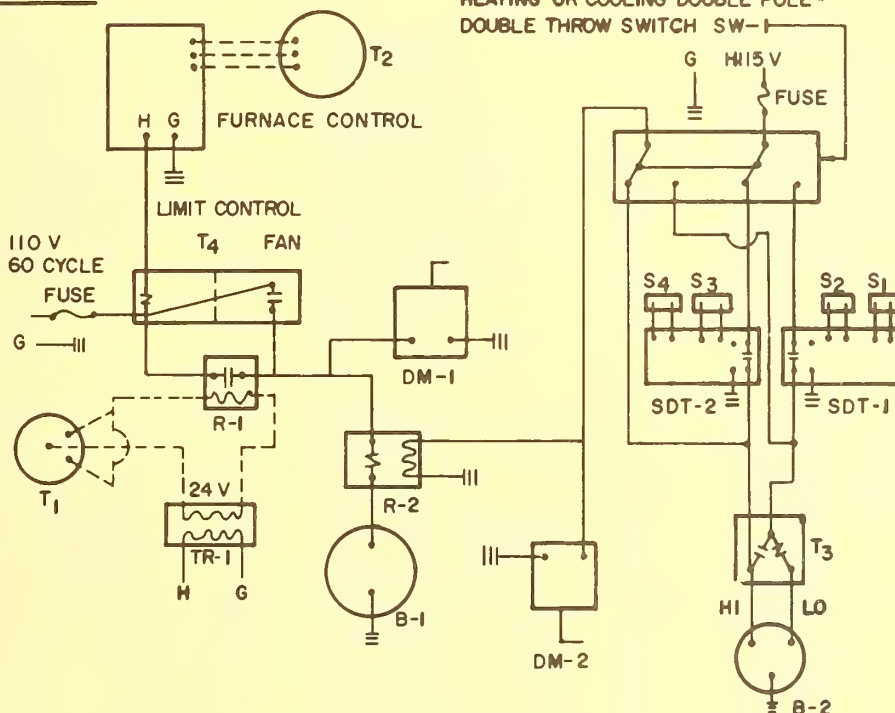 HEATING OR COOLING DOUBLE POLE-
DOUBLE THROW SWITCH SW-1
T2
G
H115V
FUSE
H G
FURNACE CONTROL
LIMIT CONTROL
110 V
60 CYCLE
T4
FAN
FUSE
G
S4
S3
S2
S1
DM-1
SDT-2
SDT-1
R-1
T1
24 V
R-2
TR-1
T3
H
G
B-1
HI
LO
DM-2
B-2